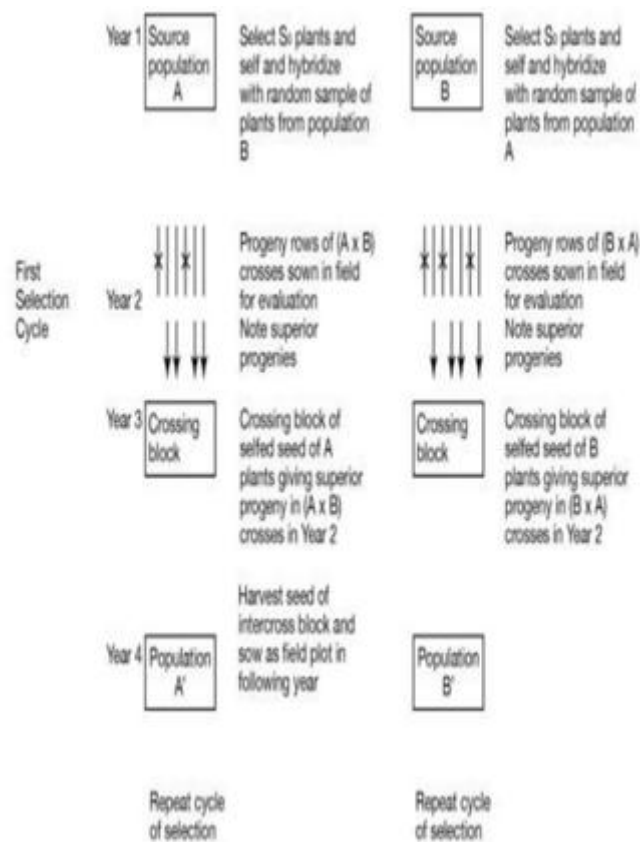 Year 1
Source
population
A
Select S₀ plants and
self and hybridize
with random sample of
plants from population
B
Source
population
B
Select S₀ plants and
self and hybridize
with random sample of
plants from population
A
First
Selection
Cycle
Year 2
Progeny rows of (A x B)
crosses sown in field
for evaluation
Note superior
progenies
Progeny rows of (B x A)
crosses sown in field
for evaluation
Note superior
progenies
Year 3
Crossing
block
Crossing block of
selfed seed of A
plants giving superior
progeny in (A x B)
crosses in Year 2
Crossing
block
Crossing block of
selfed seed of B
plants giving superior
progeny in (B x A)
crosses in Year 2
Year 4
Population
A'
Harvest seed of
intercross block and
sow as field plot in
following year
Population
B'
Repeat cycle
of selection
Repeat cycle
of selection